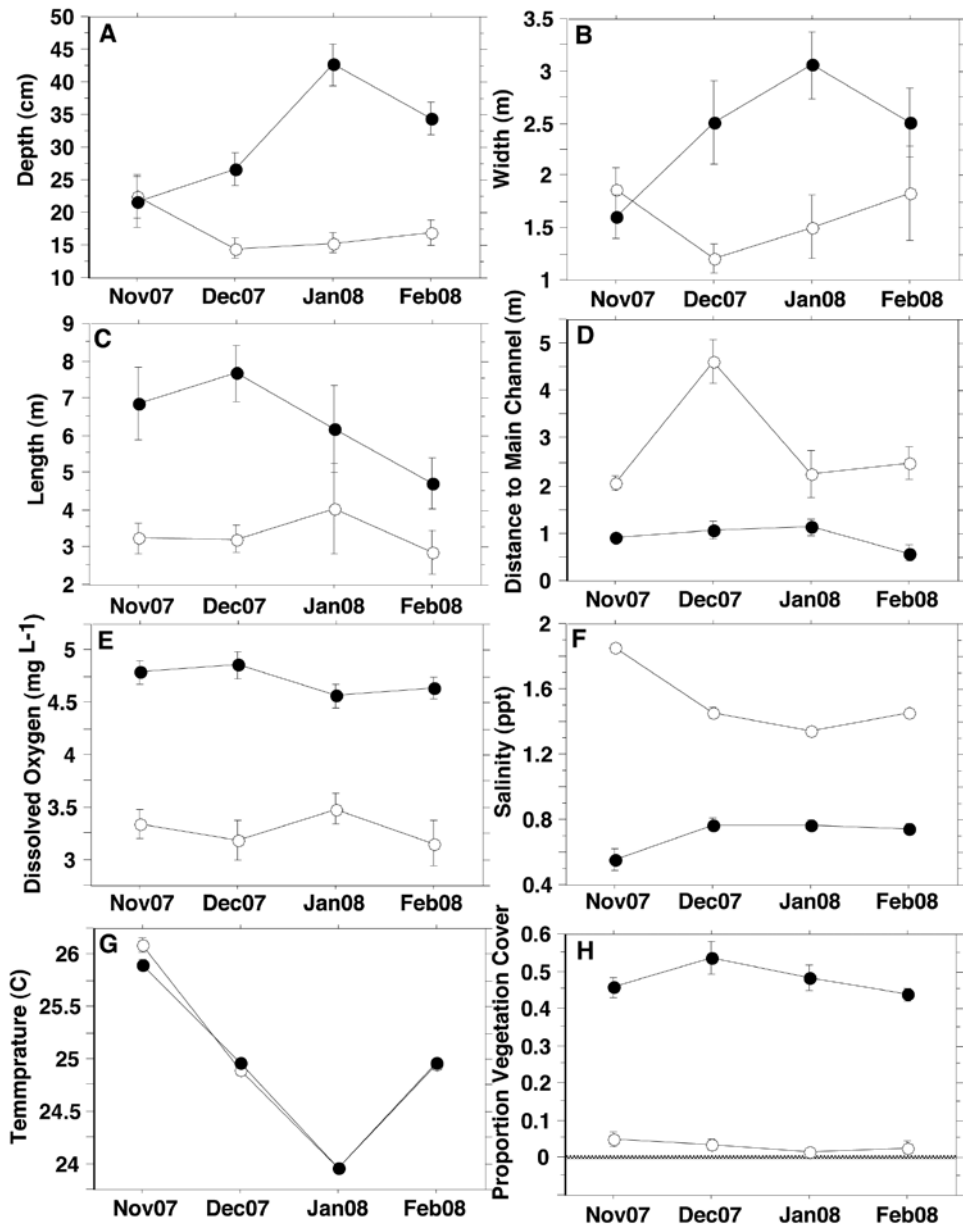 A
Depth (cm)
50
45
40
35
30
25
20
15
10
Nov07 Dec07 Jan08 Feb08
B
Width (m)
3.5
3
2.5
2
1.5
1
Nov07 Dec07 Jan08 Feb08
C
Length (m)
9
8
7
6
5
4
3
2
Nov07 Dec07 Jan08 Feb08
D
Distance to Main Channel (m)
5
4
3
2
1
0
Nov07 Dec07 Jan08 Feb08
E
Dissolved Oxygen (mg L-1)
5
4.5
4
3.5
3
Nov07 Dec07 Jan08 Feb08
F
Salinity (ppt)
2
1.6
1.2
0.8
0.4
Nov07 Dec07 Jan08 Feb08
G
Temmprature (C)
26
25.5
25
24.5
24
Nov07 Dec07 Jan08 Feb08
H
Proportion Vegetation Cover
0.6
0.5
0.4
0.3
0.2
0.1
0
Nov07 Dec07 Jan08 Feb08